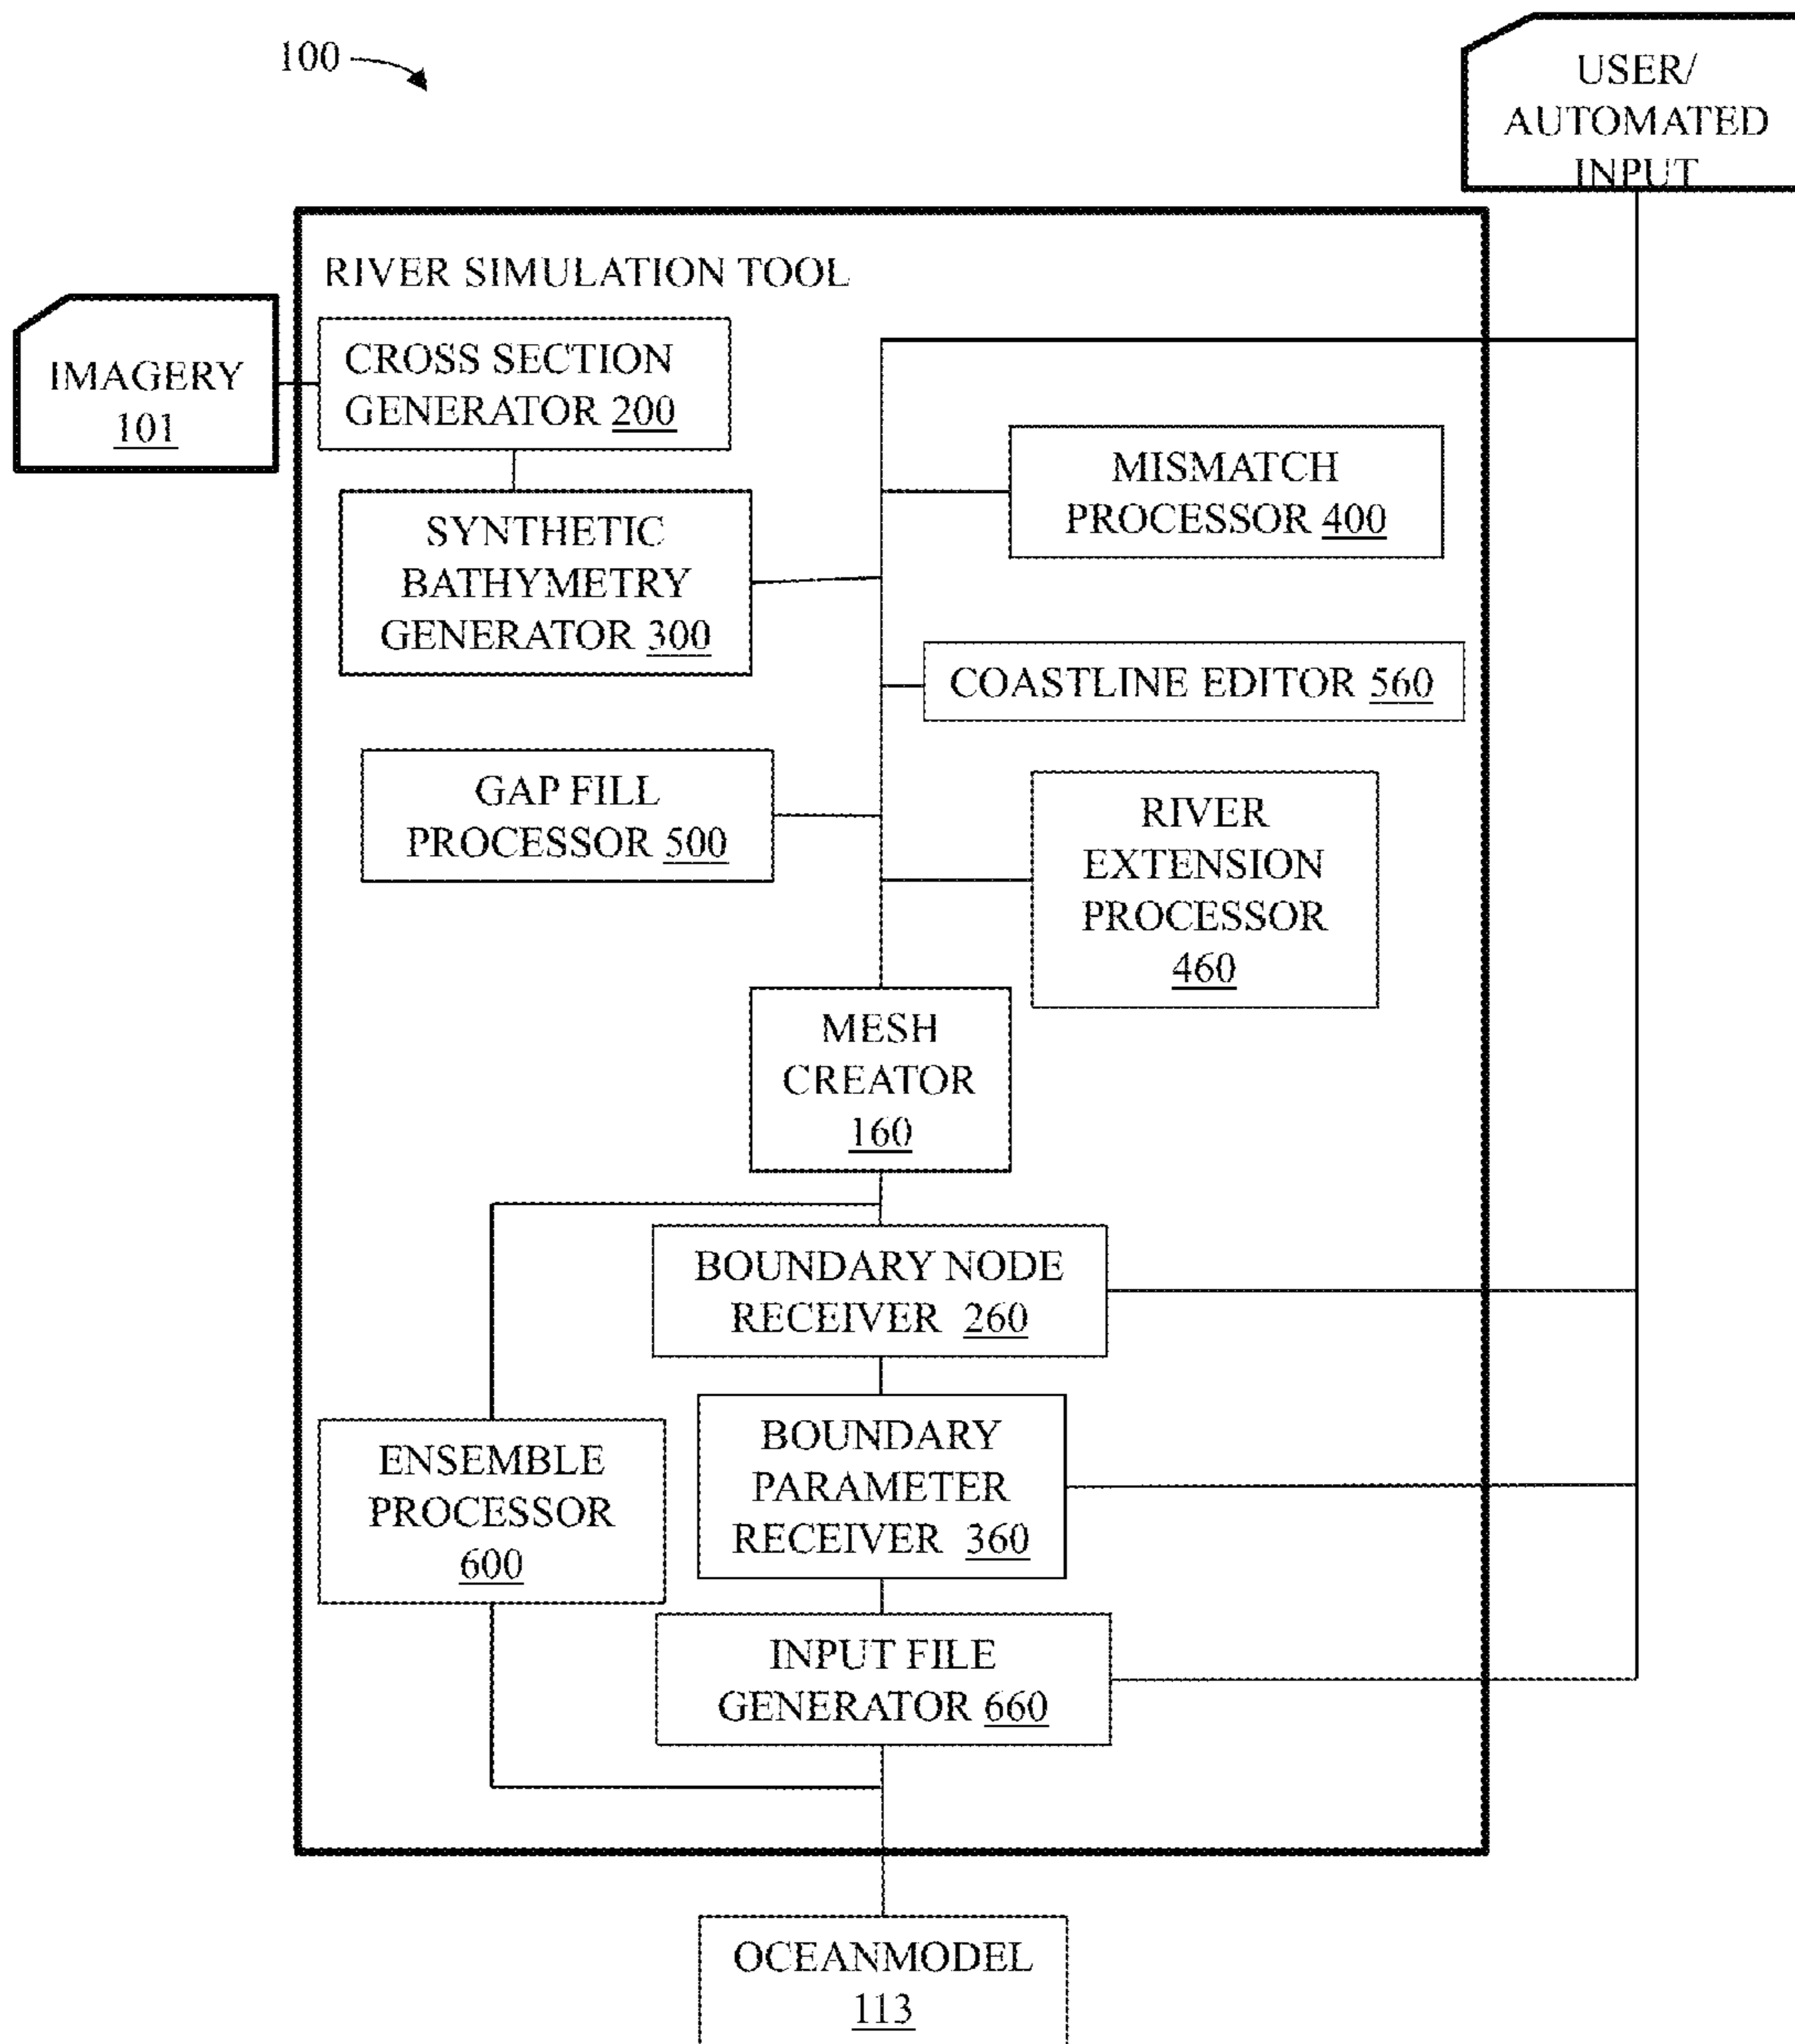 100
USER/
AUTOMATED
INPUT
RIVER SIMULATION TOOL
IMAGERY
101
CROSS SECTION
GENERATOR 200
MISMATCH
PROCESSOR 400
SYNTHETIC
BATHYMETRY
GENERATOR 300
COASTLINE EDITOR 560
GAP FILL
PROCESSOR 500
RIVER
EXTENSION
PROCESSOR
460
MESH
CREATOR
160
BOUNDARY NODE
RECEIVER 260
ENSEMBLE
PROCESSOR
600
BOUNDARY
PARAMETER
RECEIVER 360
INPUT FILE
GENERATOR 660
OCEANMODEL
113